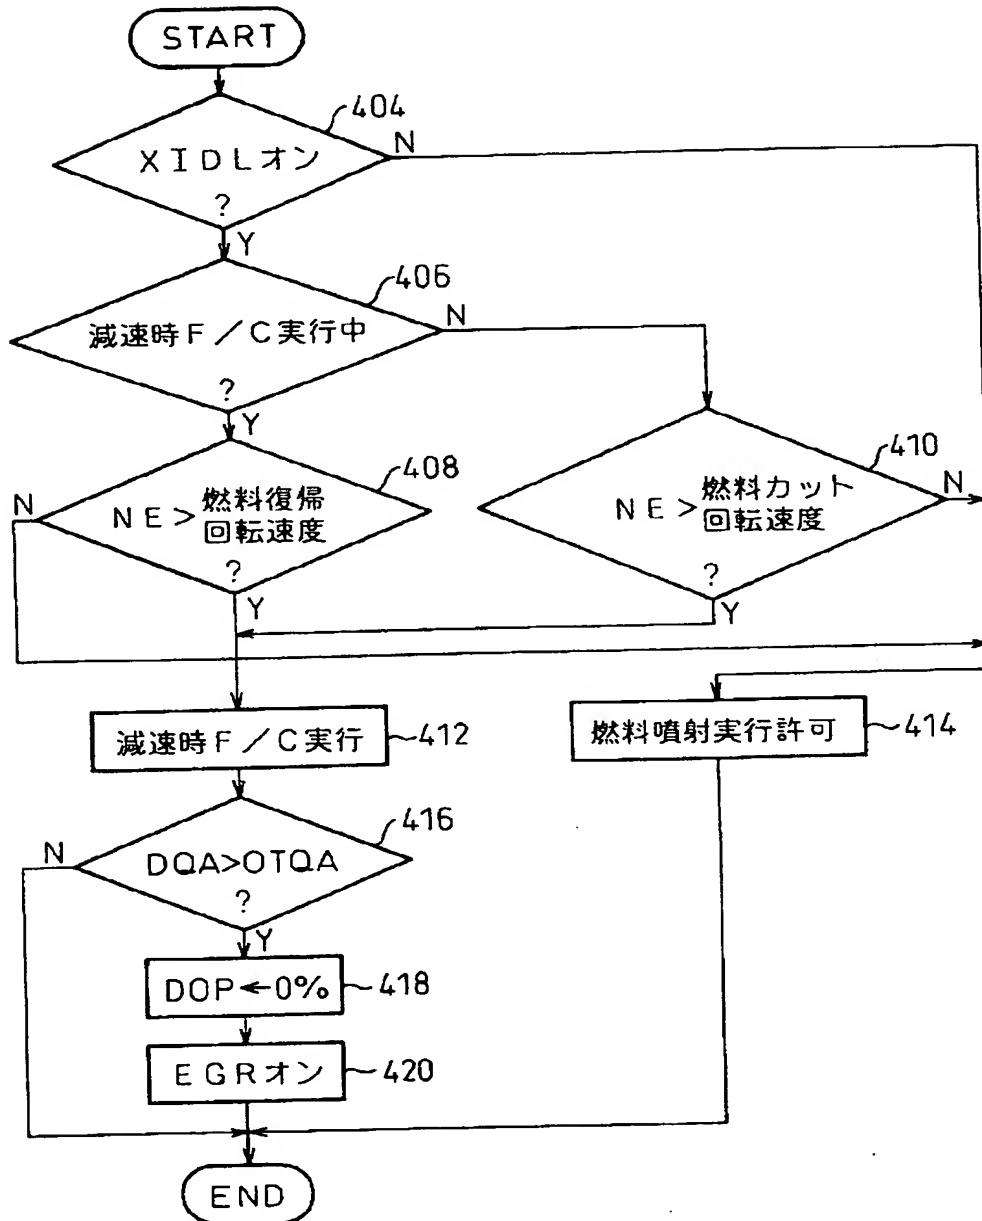 START
404
XIDLオン
N
?
Y
406
減速時F/C実行中
N
?
Y
408
N
NE>燃料復帰
回転速度
?
Y
410
NE>燃料カット
回転速度
N
?
Y
減速時F/C実行
412
燃料噴射実行許可
414
416
N
DQA>OTQA
?
Y
DOP←0%
418
EGRオン
420
END